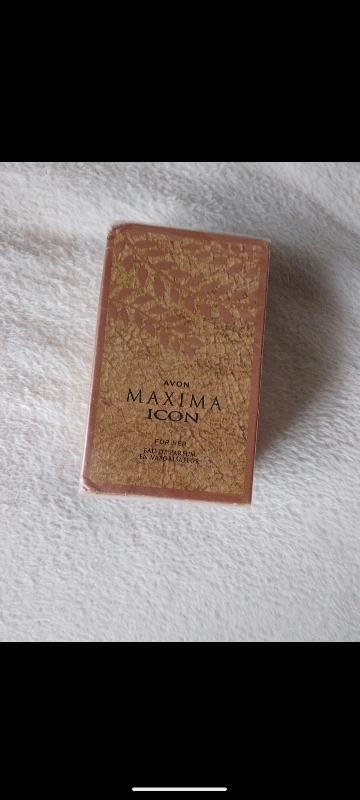 AVON
MAXIMA
ICON
FOR HER
EAU DE PARFUM
EN VAPORISATEUR